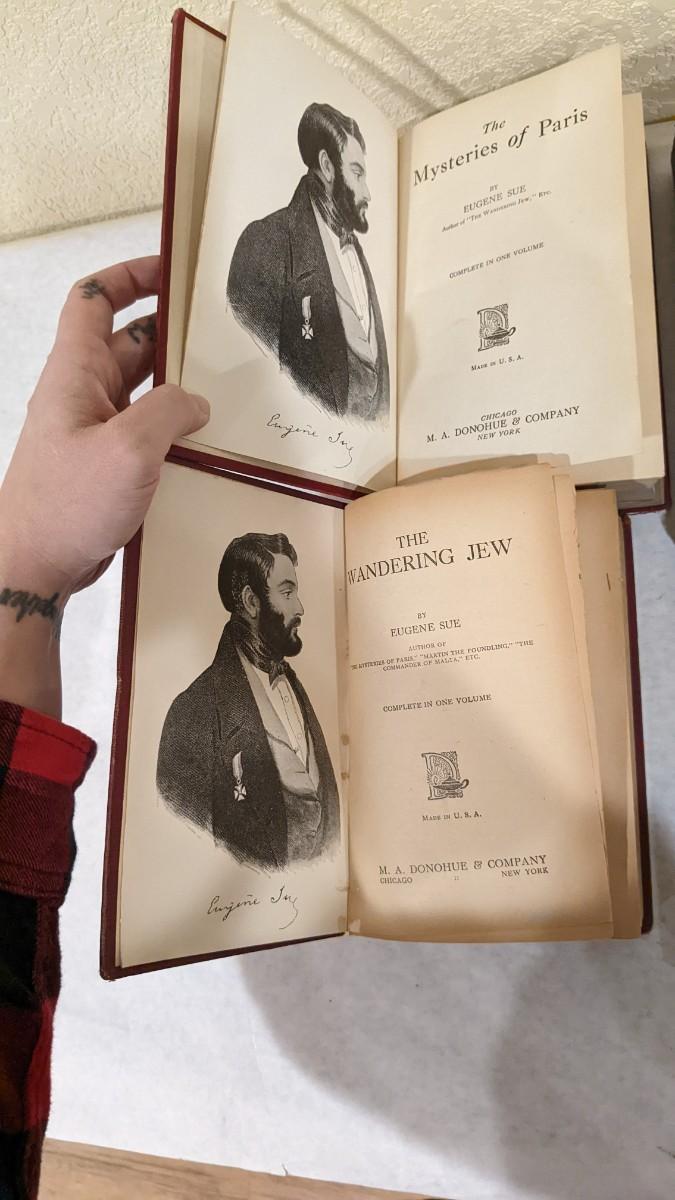 The
Mysteries of Paris
BY
EUGENE SUE
Author of "The Wandering Jew," Etc.
COMPLETE IN ONE VOLUME
D
Made in U. S. A.
CHICAGO
M. A. DONOHUE & COMPANY
NEW YORK
Eugène Sue
THE
WANDERING JEW
BY
EUGENE SUE
AUTHOR OF
MYSTERIES OF PARIS," "MARTIN THE FOUNDLING," "THE
COMMANDER OF MALTA," ETC.
COMPLETE IN ONE VOLUME
D
Made in U. S. A.
M. A. DONOHUE & COMPANY
CHICAGO :: NEW YORK
Eugène Sue